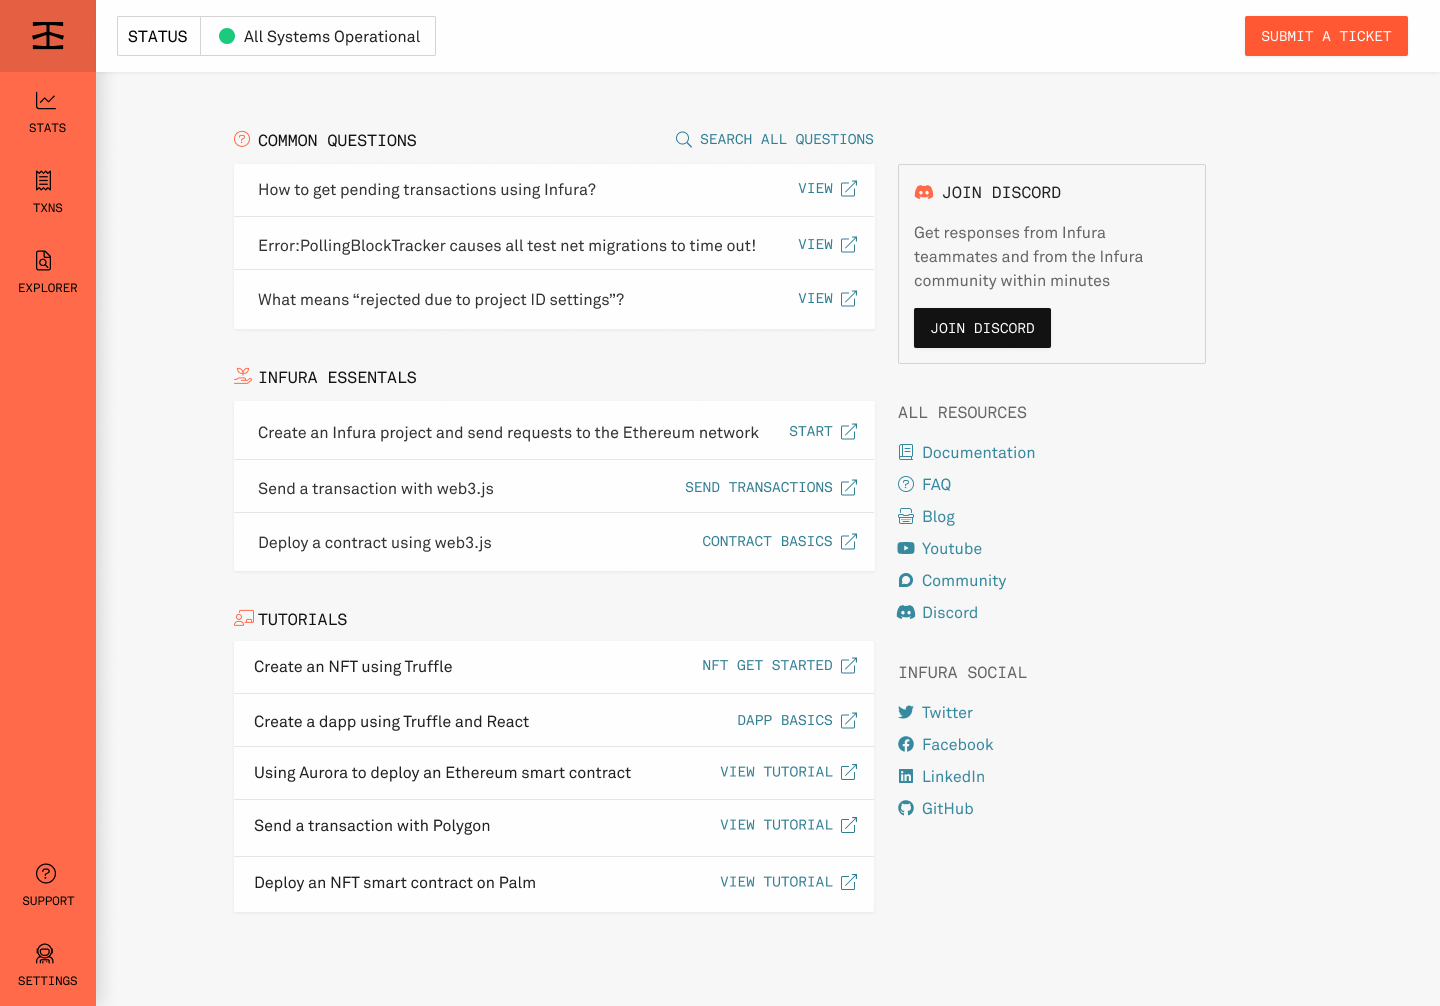 STATUS
All Systems Operational
SUBMIT A TICKET
STATS
TXNS
EXPLORER
SUPPORT
SETTINGS
COMMON QUESTIONS
SEARCH ALL QUESTIONS
How to get pending transactions using Infura?
VIEW
Error:PollingBlockTracker causes all test net migrations to time out!
VIEW
What means “rejected due to project ID settings”?
VIEW
INFURA ESSENTALS
Create an Infura project and send requests to the Ethereum network
START
Send a transaction with web3.js
SEND TRANSACTIONS
Deploy a contract using web3.js
CONTRACT BASICS
TUTORIALS
Create an NFT using Truffle
NFT GET STARTED
Create a dapp using Truffle and React
DAPP BASICS
Using Aurora to deploy an Ethereum smart contract
VIEW TUTORIAL
Send a transaction with Polygon
VIEW TUTORIAL
Deploy an NFT smart contract on Palm
VIEW TUTORIAL
JOIN DISCORD
Get responses from Infura
teammates and from the Infura
community within minutes
JOIN DISCORD
ALL RESOURCES
Documentation
FAQ
Blog
Youtube
Community
Discord
INFURA SOCIAL
Twitter
Facebook
LinkedIn
GitHub